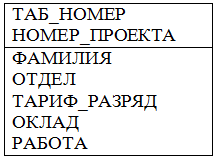 ТАБ_НОМЕР
НОМЕР_ПРОЕКТА
ФАМИЛИЯ
ОТДЕЛ
ТАРИФ_РАЗРЯД
ОКЛАД
РАБОТА